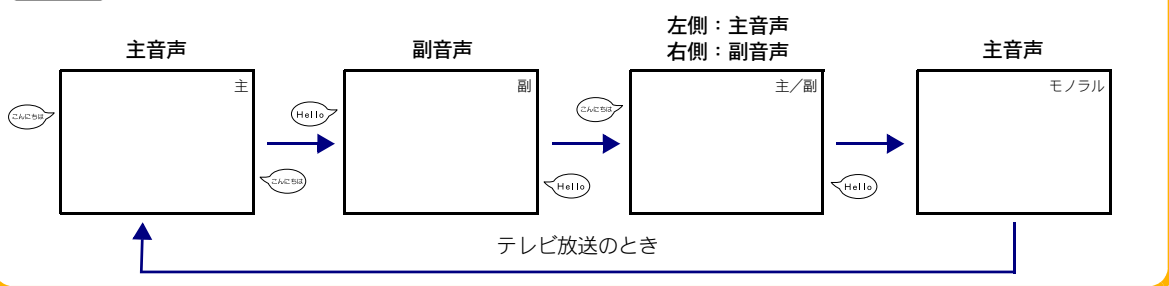 主音声
副音声
左側：主音声
右側：副音声
主音声
主
副
主／副
モノラル
こんにちは
Hello
こんにちは
こんにちは
Hello
Hello
テレビ放送のとき